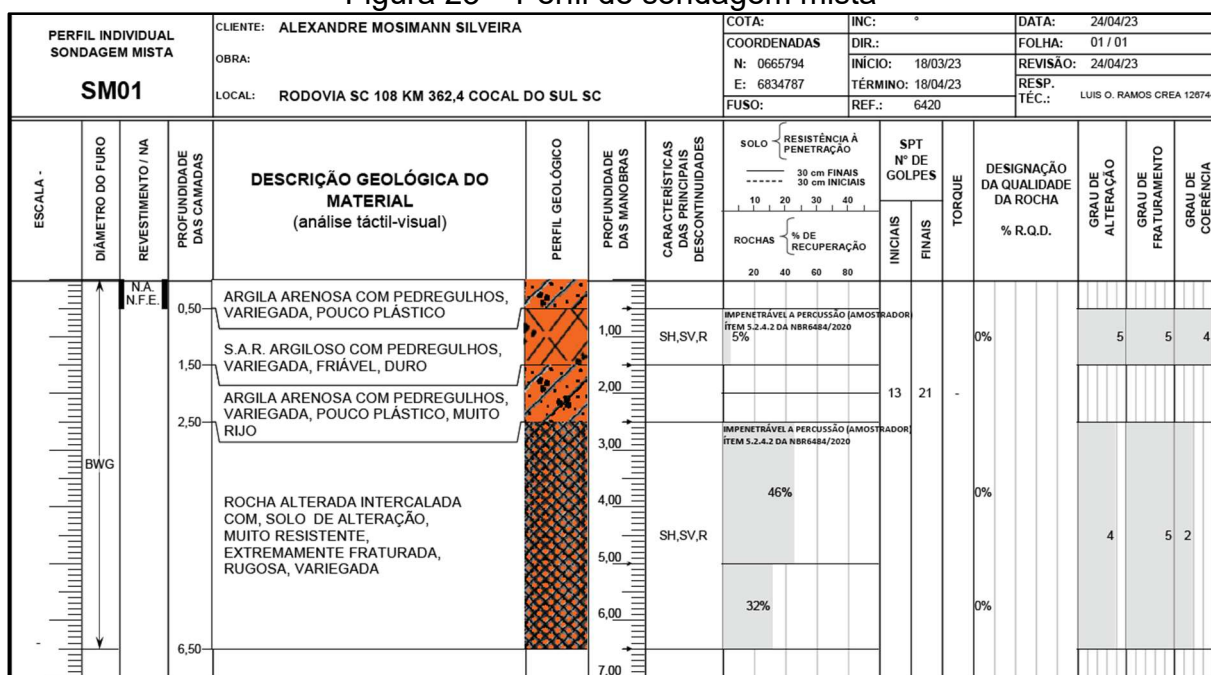 Figura 23 – Perfil de sondagem mista
PERFIL INDIVIDUAL
SONDAGEM MISTA
SM01
CLIENTE: ALEXANDRE MOSIMANN SILVEIRA
OBRA:
LOCAL: RODOVIA SC 108 KM 362,4 COCAL DO SUL SC
COTA:
COORDENADAS
N: 0665794
E: 6834787
FUSO:
INC: °
DIR.:
INÍCIO: 18/03/23
TÉRMINO: 18/04/23
REF.: 6420
DATA: 24/04/23
FOLHA: 01 / 01
REVISÃO: 24/04/23
RESP.
TÉC.: LUIS O. RAMOS CREA 12674
ESCALA -
DIÂMETRO DO FURO
REVESTIMENTO / NA
PROFUNDIDADE
DAS CAMADAS
DESCRIÇÃO GEOLÓGICA DO
MATERIAL
(análise táctil-visual)
PERFIL GEOLÓGICO
PROFUNDIDADE
DAS MANOBRAS
CARACTERÍSTICAS
DAS PRINCIPAIS
DESCONTINUIDADES
SOLO RESISTÊNCIA À
PENETRAÇÃO
30 cm FINAIS
30 cm INICIAIS
10 20 30 40
ROCHAS % DE
RECUPERAÇÃO
20 40 60 80
SPT
N° DE
GOLPES
INICIAIS
FINAIS
TORQUE
DESIGNAÇÃO
DA QUALIDADE
DA ROCHA
% R.Q.D.
GRAU DE
ALTERAÇÃO
GRAU DE
FRATURAMENTO
GRAU DE
COERÊNCIA
N.A.
N.F.E.
0,50
ARGILA ARENOSA COM PEDREGULHOS,
VARIEGADA, POUCO PLÁSTICO
1,00
SH,SV,R
IMPENETRÁVEL A PERCUSSÃO (AMOSTRADOR)
ÍTEM 5.2.4.2 DA NBR6484/2020
5%
0%
5
5
4
S.A.R. ARGILOSO COM PEDREGULHOS,
VARIEGADA, FRIÁVEL, DURO
1,50
2,00
13
21
-
ARGILA ARENOSA COM PEDREGULHOS,
VARIEGADA, POUCO PLÁSTICO, MUITO
RIJO
2,50
IMPENETRÁVEL A PERCUSSÃO (AMOSTRADOR)
ÍTEM 5.2.4.2 DA NBR6484/2020
3,00
BWG
ROCHA ALTERADA INTERCALADA
COM, SOLO DE ALTERAÇÃO,
MUITO RESISTENTE,
EXTREMAMENTE FRATURADA,
RUGOSA, VARIEGADA
4,00
46%
0%
SH,SV,R
4
5
2
5,00
32%
0%
6,00
-
6,50
7,00